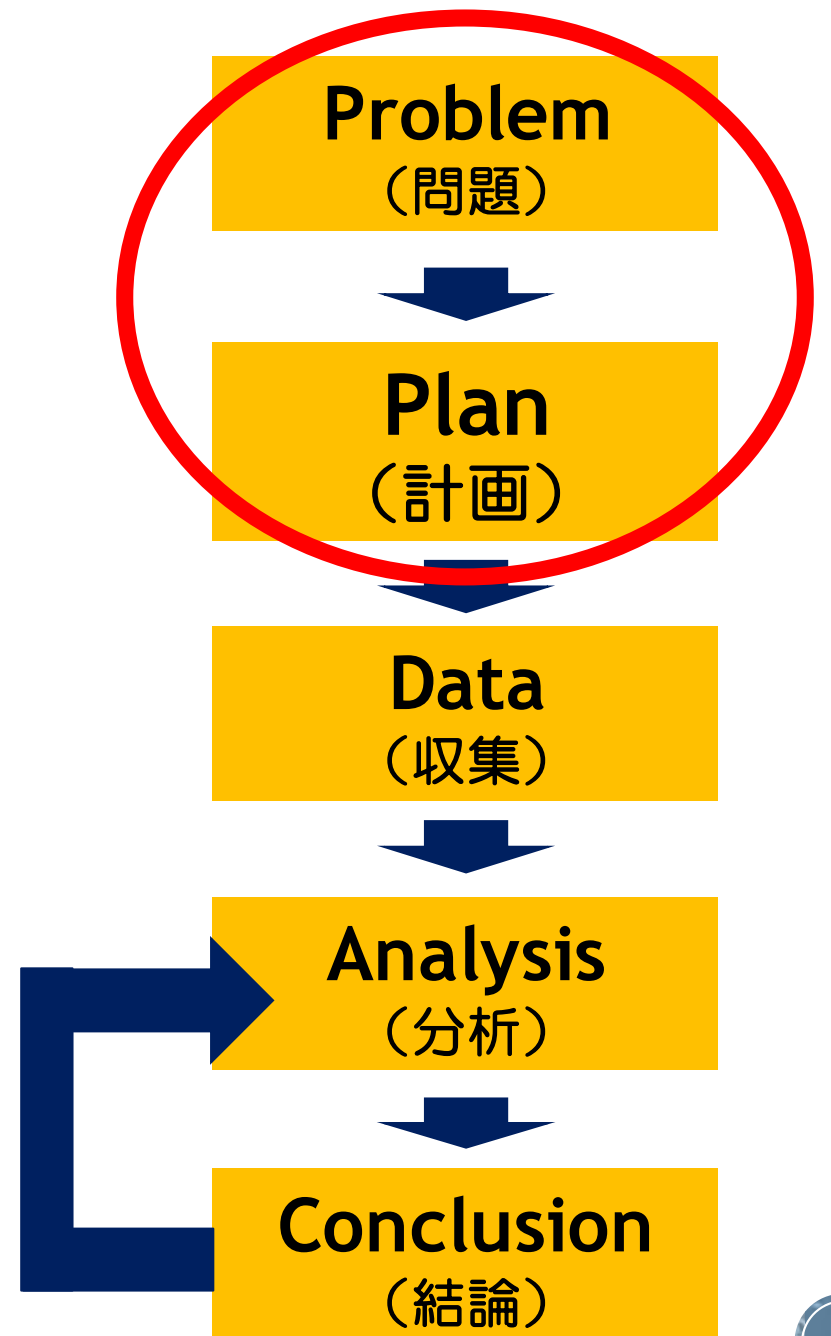 Problem
（問題）
Plan
（計画）
Data
（収集）
Analysis
（分析）
Conclusion
（結論）